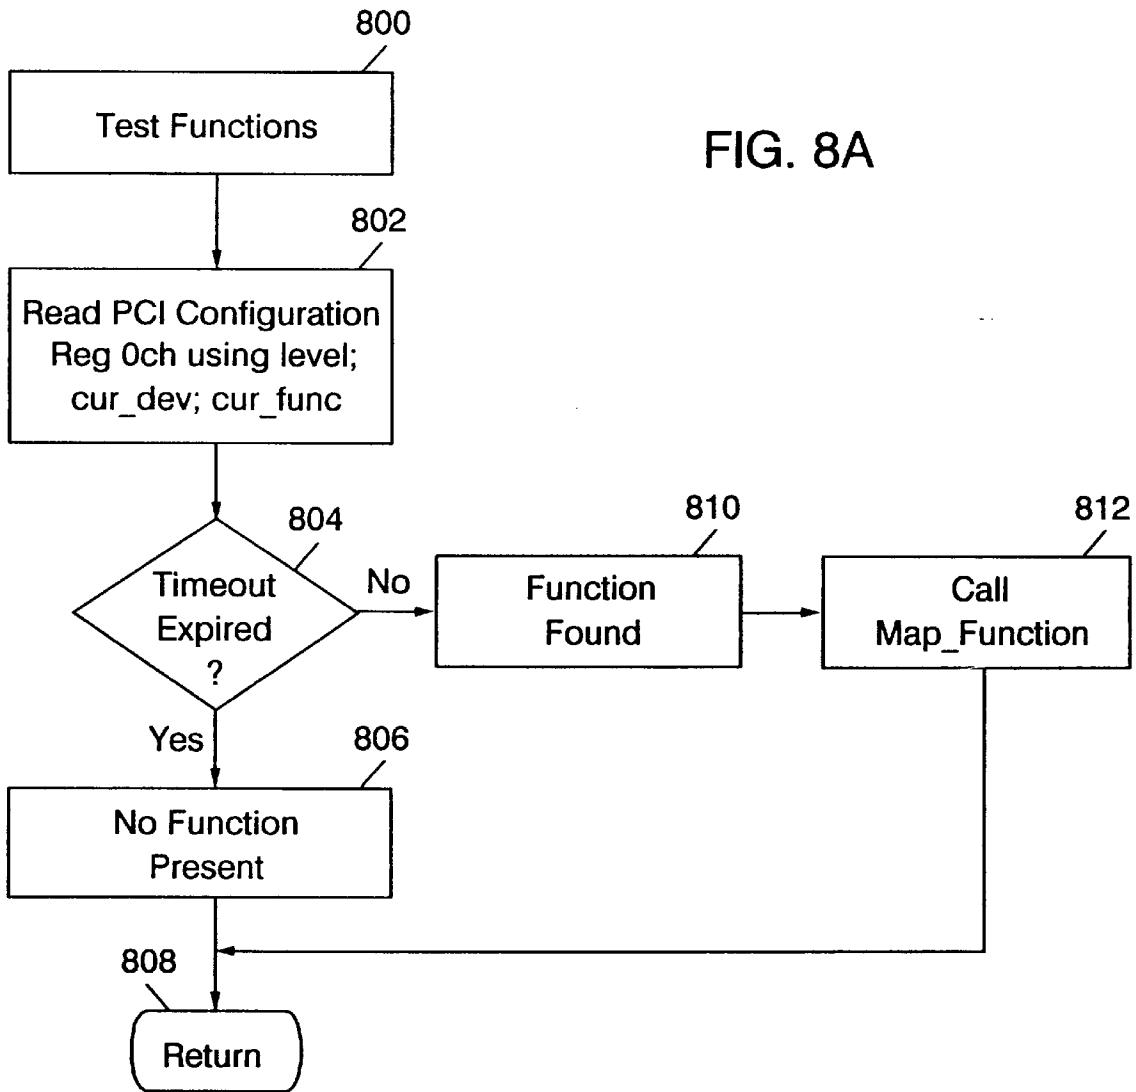 800
Test Functions
FIG. 8A
802
Read PCI Configuration
Reg 0ch using level;
cur_dev; cur_func
804
Timeout
Expired
?
No
810
Function
Found
812
Call
Map_Function
Yes
806
No Function
Present
808
Return